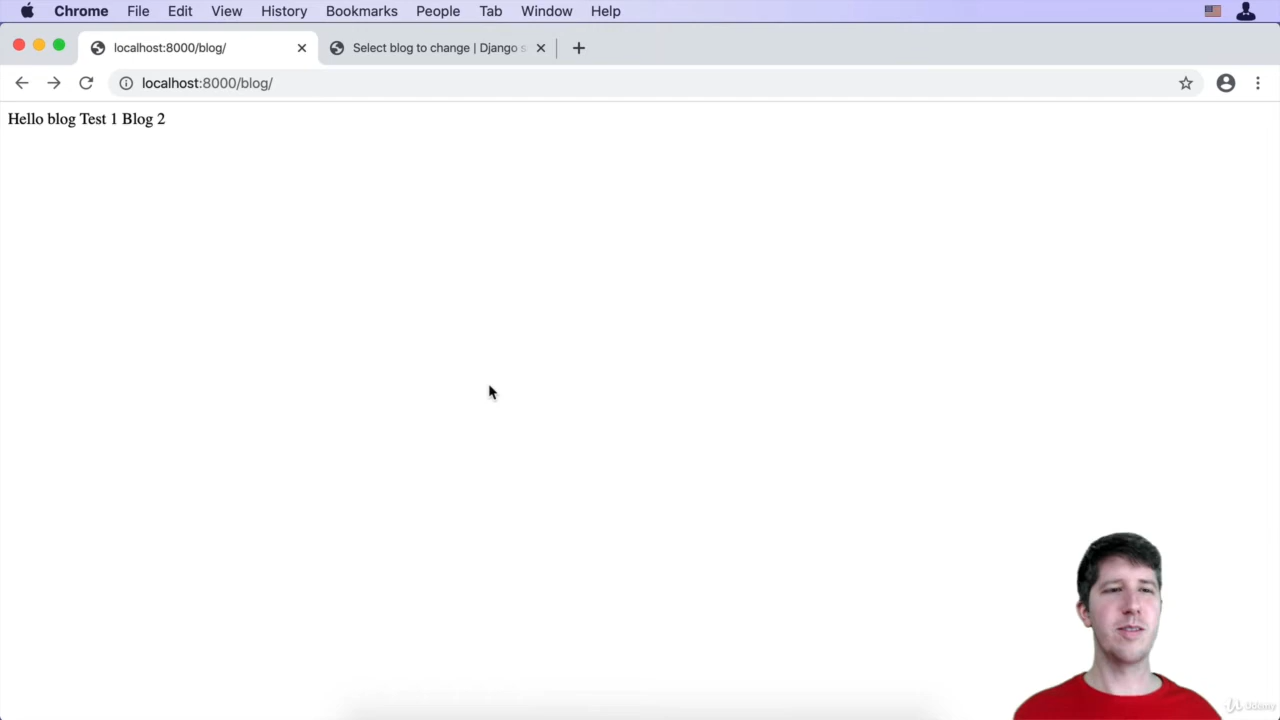 Chrome File Edit View History Bookmarks People Tab Window Help
localhost:8000/blog/ Select blog to change | Django s
localhost:8000/blog/
Hello blog Test 1 Blog 2
Udemy